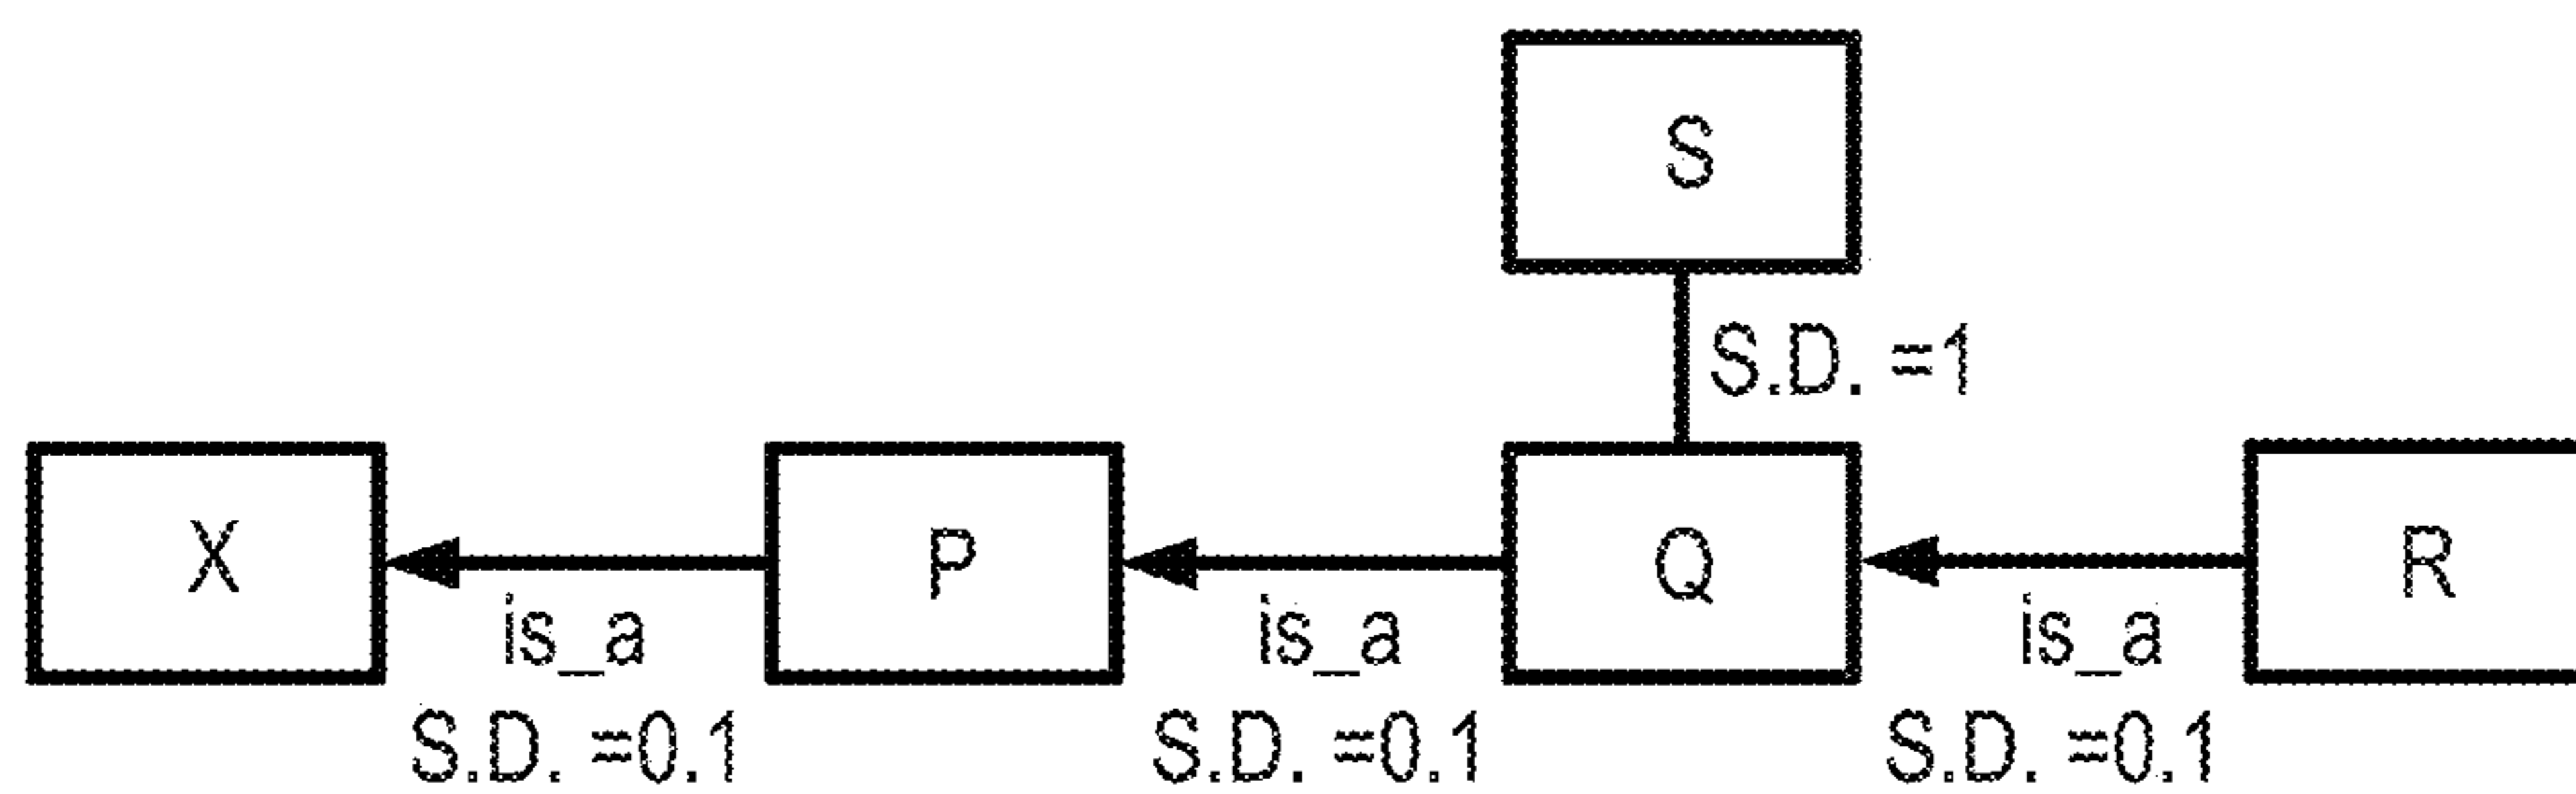 S
S.D. =1
X
P
Q
R
is_a
is_a
is_a
S.D. =0.1
S.D. =0.1
S.D. =0.1